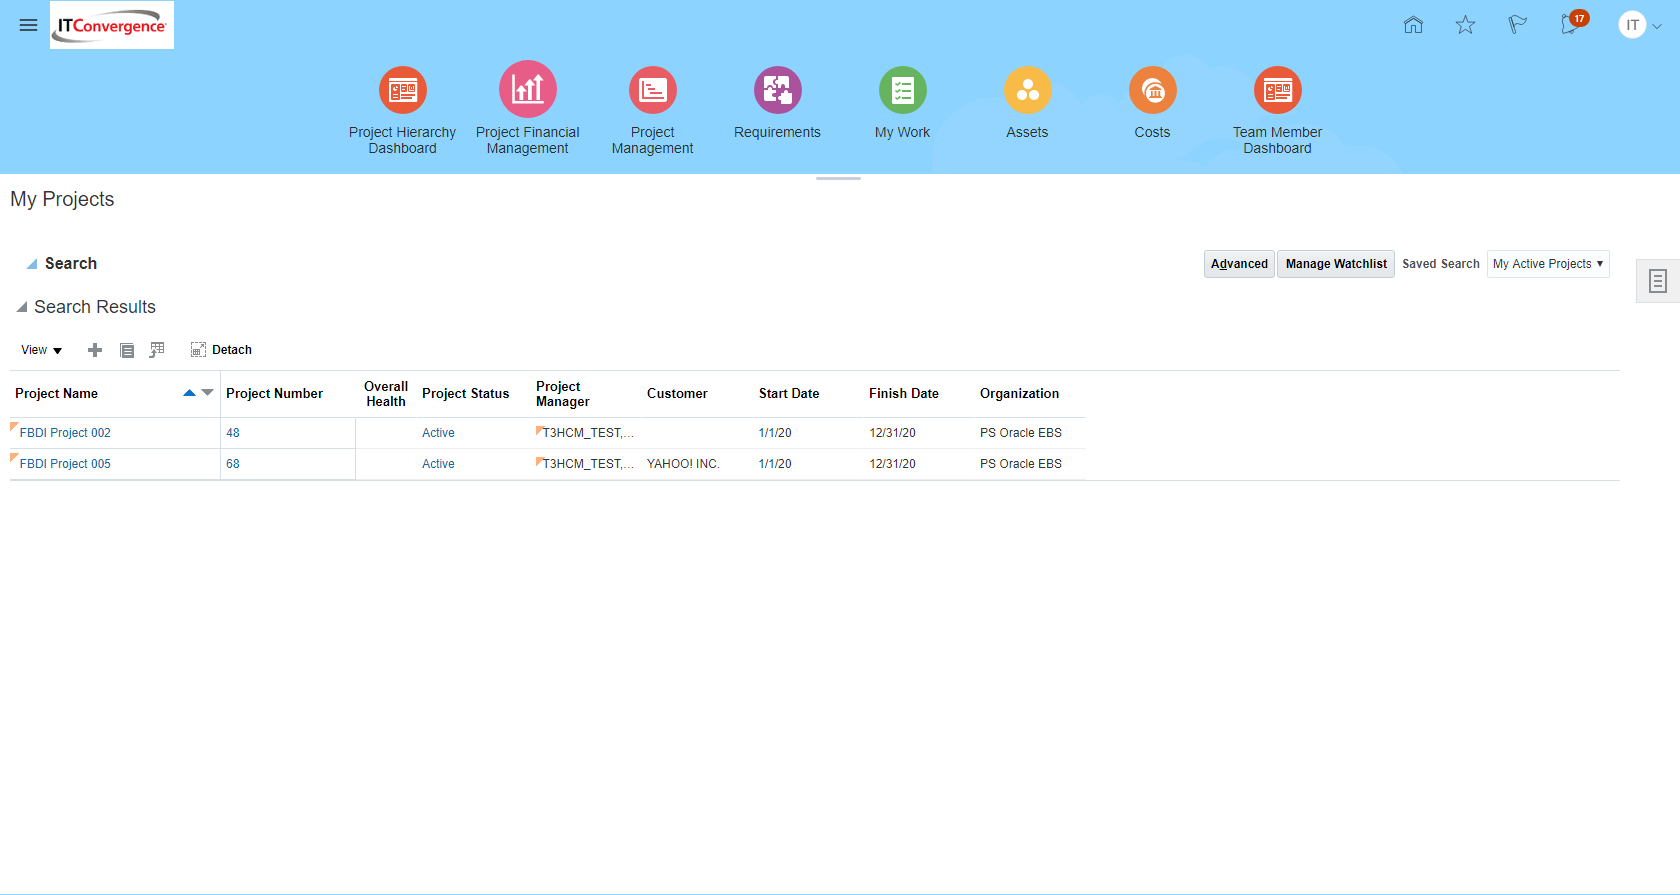 ITConvergence
17
IT
Project Hierarchy
Dashboard
Project Financial
Management
Project
Management
Requirements
My Work
Assets
Costs
Team Member
Dashboard
My Projects
Search
Advanced
Manage Watchlist
Saved Search
My Active Projects
Search Results
View
Detach
Project Name
Project Number
Overall
Health
Project Status
Project
Manager
Customer
Start Date
Finish Date
Organization
FBDI Project 002 48 Active T3HCM_TEST,... 1/1/20 12/31/20 PS Oracle EBS
FBDI Project 005 68 Active T3HCM_TEST,... YAHOO! INC. 1/1/20 12/31/20 PS Oracle EBS